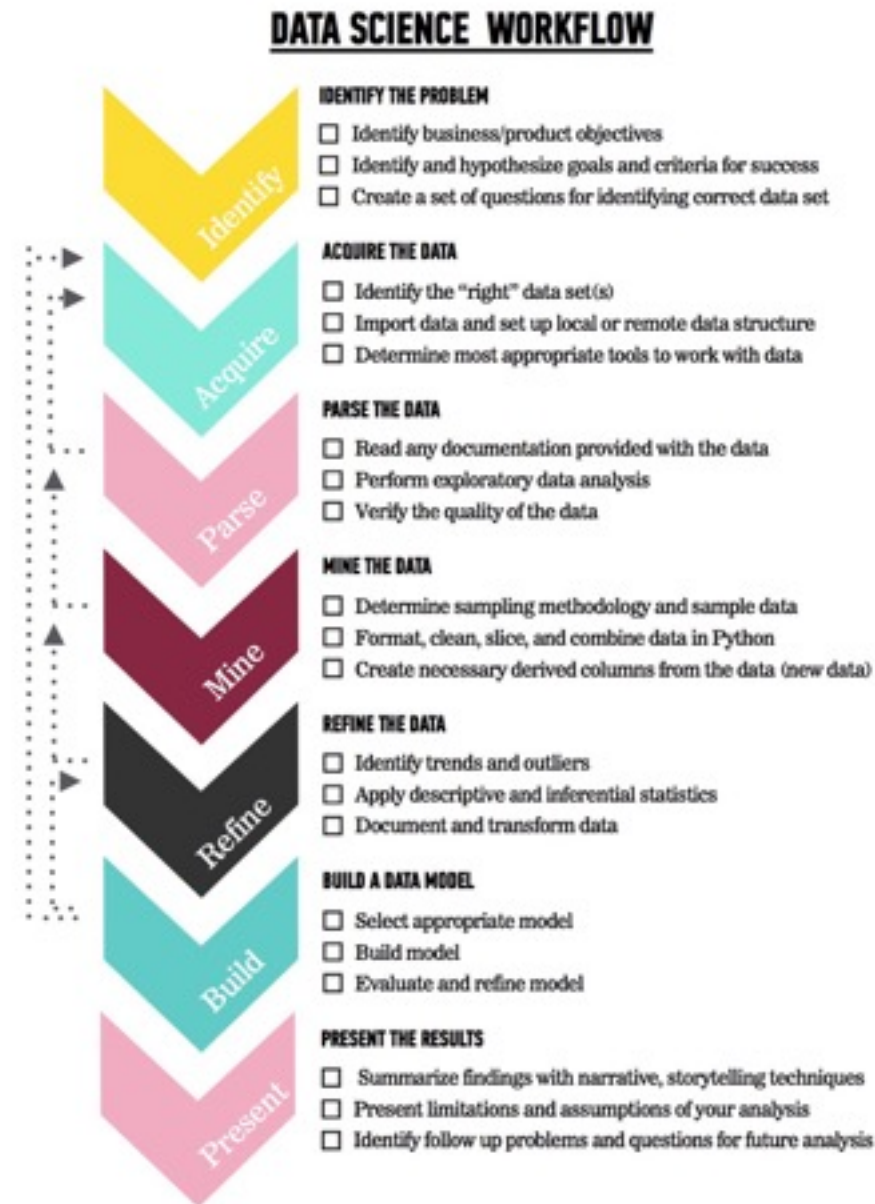 DATA SCIENCE WORKFLOW
IDENTIFY THE PROBLEM
Identify business/product objectives
Identify and hypothesize goals and criteria for success
Create a set of questions for identifying correct data set
Identify
ACQUIRE THE DATA
Identify the “right” data set(s)
Import data and set up local or remote data structure
Determine most appropriate tools to work with data
Acquire
PARSE THE DATA
Read any documentation provided with the data
Perform exploratory data analysis
Verify the quality of the data
Parse
MINE THE DATA
Determine sampling methodology and sample data
Format, clean, slice, and combine data in Python
Create necessary derived columns from the data (new data)
Mine
REFINE THE DATA
Identify trends and outliers
Apply descriptive and inferential statistics
Document and transform data
Refine
BUILD A DATA MODEL
Select appropriate model
Build model
Evaluate and refine model
Build
PRESENT THE RESULTS
Summarize findings with narrative, storytelling techniques
Present limitations and assumptions of your analysis
Identify follow up problems and questions for future analysis
Present